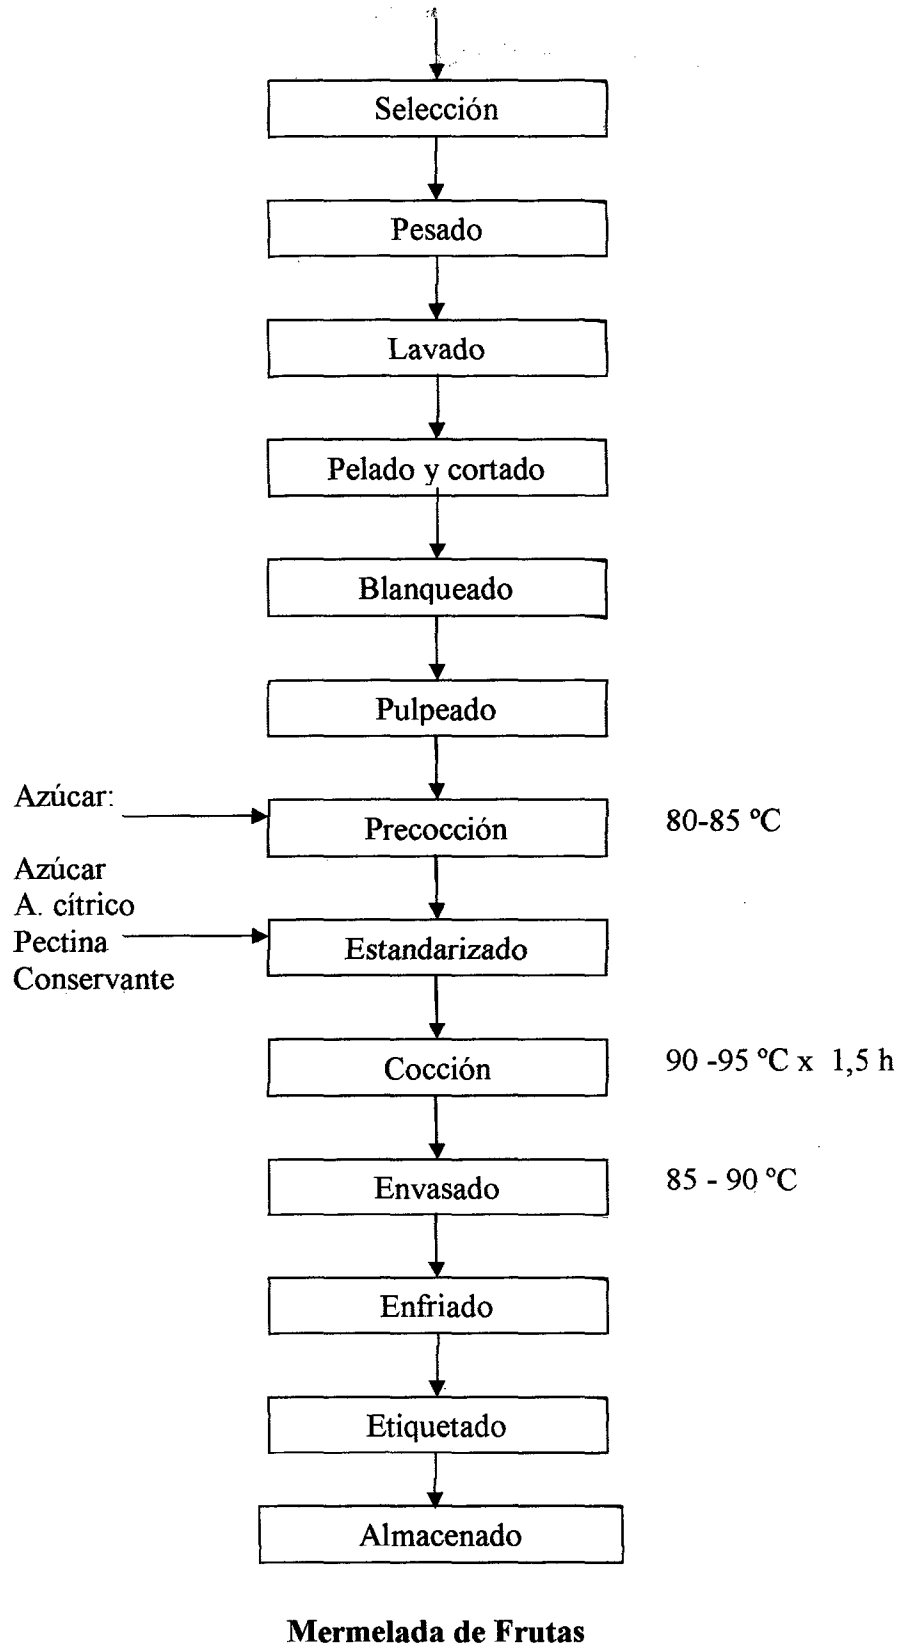 Selección
Pesado
Lavado
Pelado y cortado
Blanqueado
Pulpeado
Azúcar:
Precocción
80-85 ºC
Azúcar
A. cítrico
Pectina
Conservante
Estandarizado
Cocción
90 -95 ºC x 1,5 h
Envasado
85 - 90 ºC
Enfriado
Etiquetado
Almacenado
Mermelada de Frutas